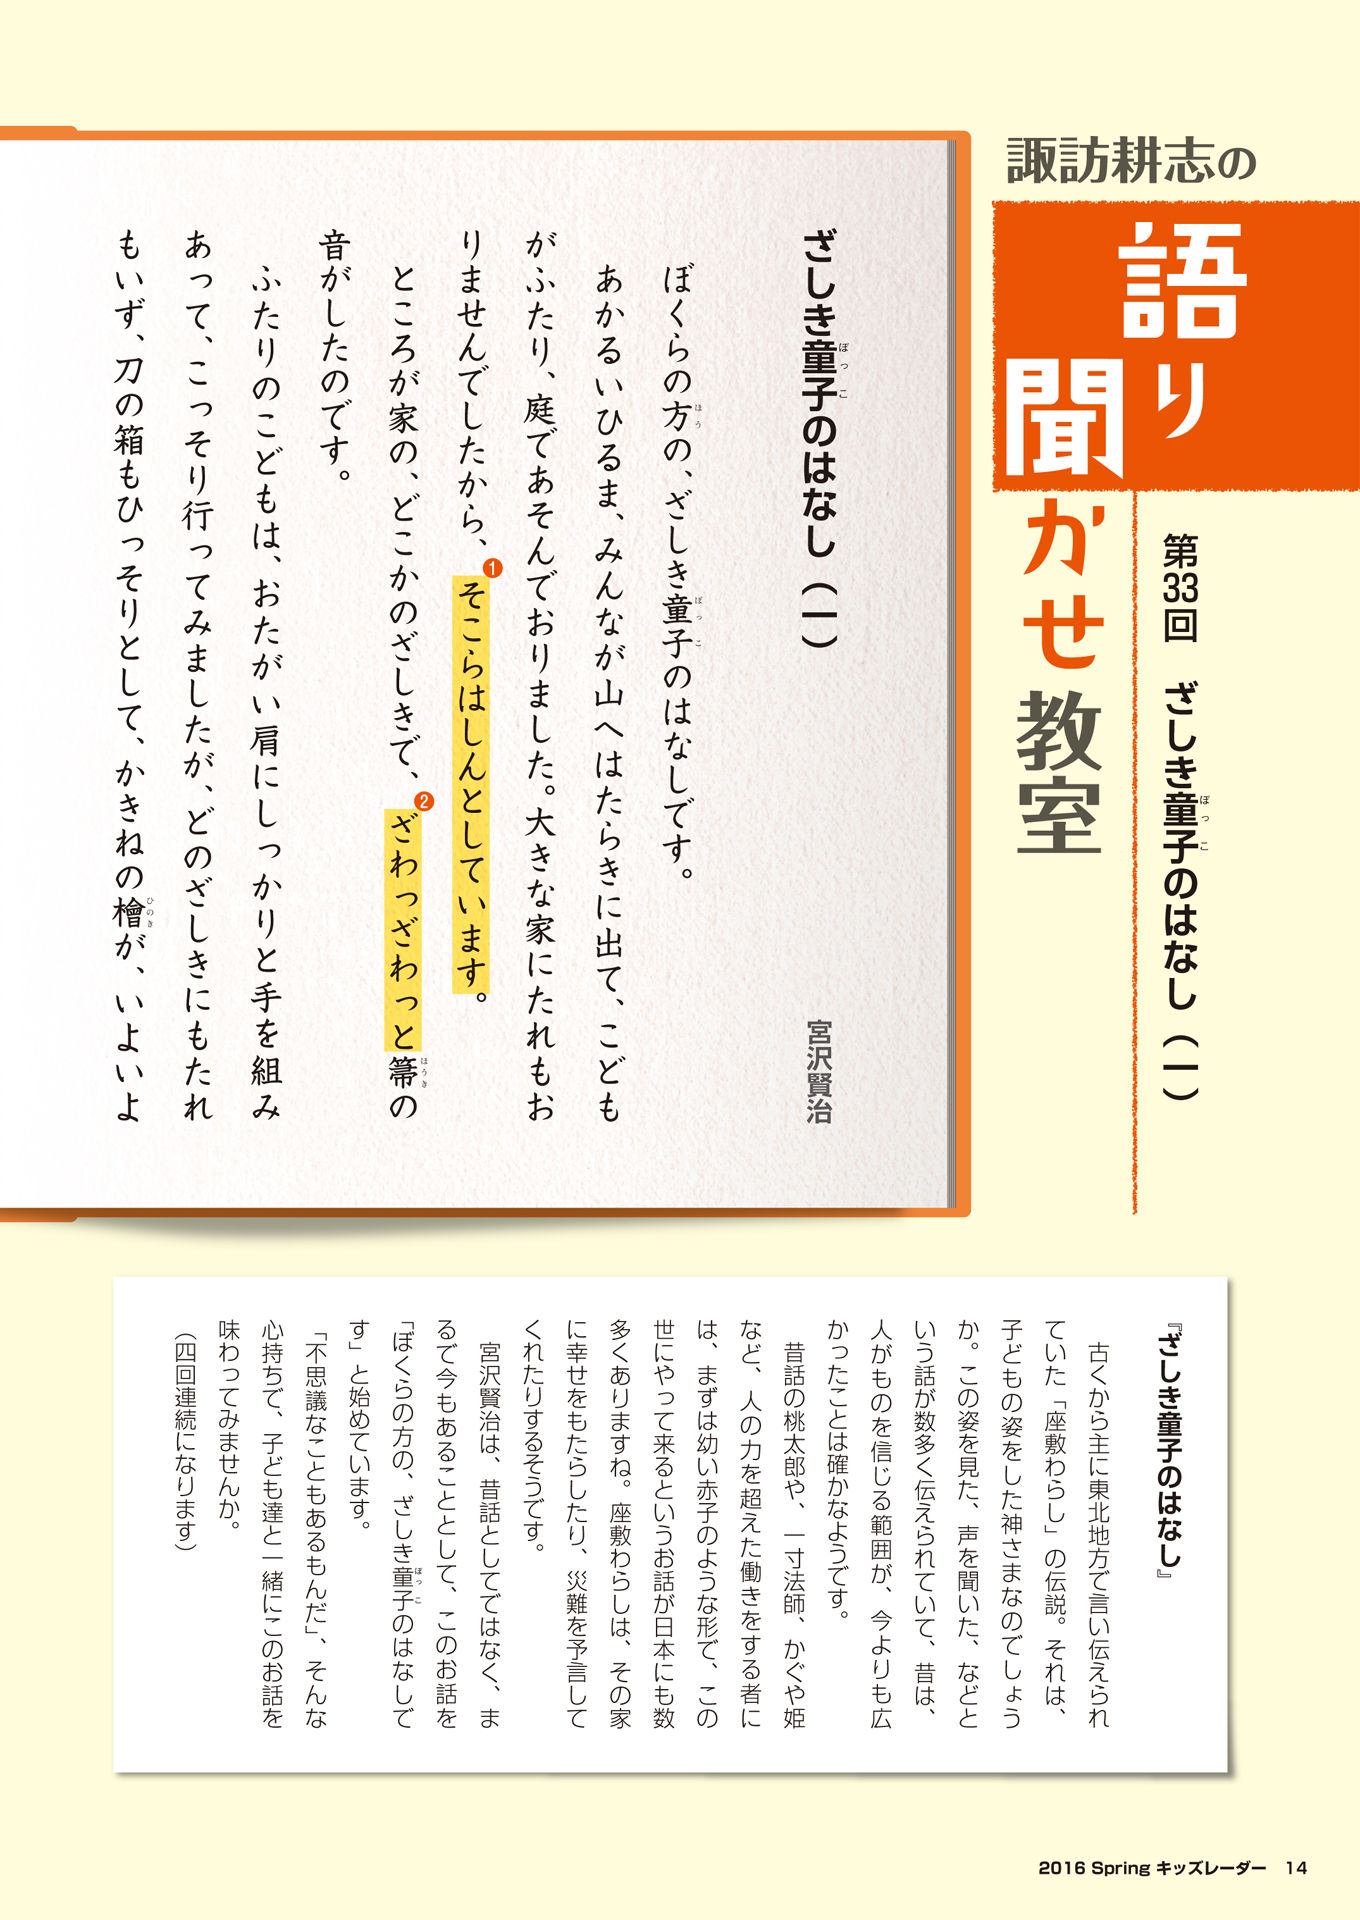 諏訪耕志の
語り
聞
かせ
教室
第33回 ざしき童子のはなし（一）
ぼっこ
ざしき童子のはなし（一）
ぼっこ
宮沢賢治
ぼくらの方の、ざしき童子のはなしです。
ほう
ぼっこ
あかるいひるま、みんなが山へはたらきに出て、こども
がふたり、庭であそんでおりました。大きな家にたれもお
りませんでしたから、そこらはしんとしています。
1
ところが家の、どこかのざしきで、ざわっざわっと箒の
2
ほうき
音がしたのです。
ふたりのこどもは、おたがい肩にしっかりと手を組み
あって、こっそり行ってみましたが、どのざしきにもたれ
もいず、刀の箱もひっそりとして、かきねの檜が、いよいよ
ひのき
『ざしき童子のはなし』
古くから主に東北地方で言い伝えられ
ていた「座敷わらし」の伝説。それは、
子どもの姿をした神さまなのでしょう
か。この姿を見た、声を聞いた、などと
いう話が数多く伝えられていて、昔は、
人がものを信じる範囲が、今よりも広
かったことは確かなようです。
昔話の桃太郎や、一寸法師、かぐや姫
など、人の力を超えた働きをする者に
は、まずは幼い赤子のような形で、この
世にやって来るというお話が日本にも数
多くありますね。座敷わらしは、その家
に幸せをもたらしたり、災難を予言して
くれたりするそうです。
宮沢賢治は、昔話としてではなく、ま
るで今もあることとして、このお話を
「ぼくらの方の、ざしき童子のはなしで
ぼっこ
す」と始めています。
「不思議なこともあるもんだ」、そんな
心持ちで、子ども達と一緒にこのお話を
味わってみませんか。
（四回連続になります）
2016 Spring キッズレーダー 14